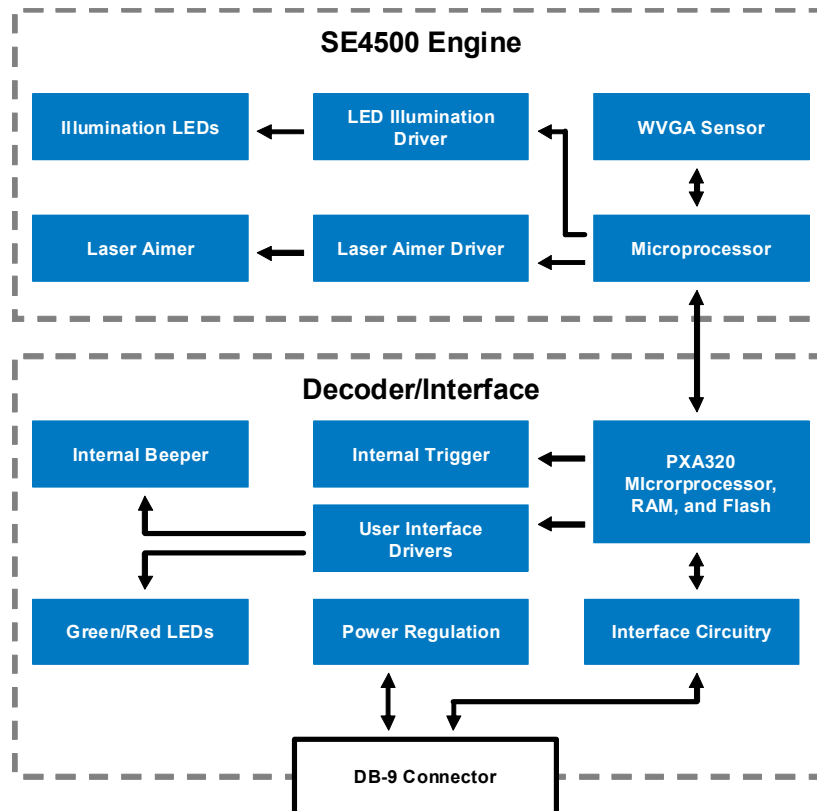 SE4500 Engine
Illumination LEDs
LED Illumination
Driver
WVGA Sensor
Laser Aimer
Laser Aimer Driver
Microprocessor
Decoder/Interface
Internal Beeper
Internal Trigger
PXA320
MIcrorprocessor,
RAM, and Flash
User Interface
Drivers
Green/Red LEDs
Power Regulation
Interface Circuitry
DB-9 Connector